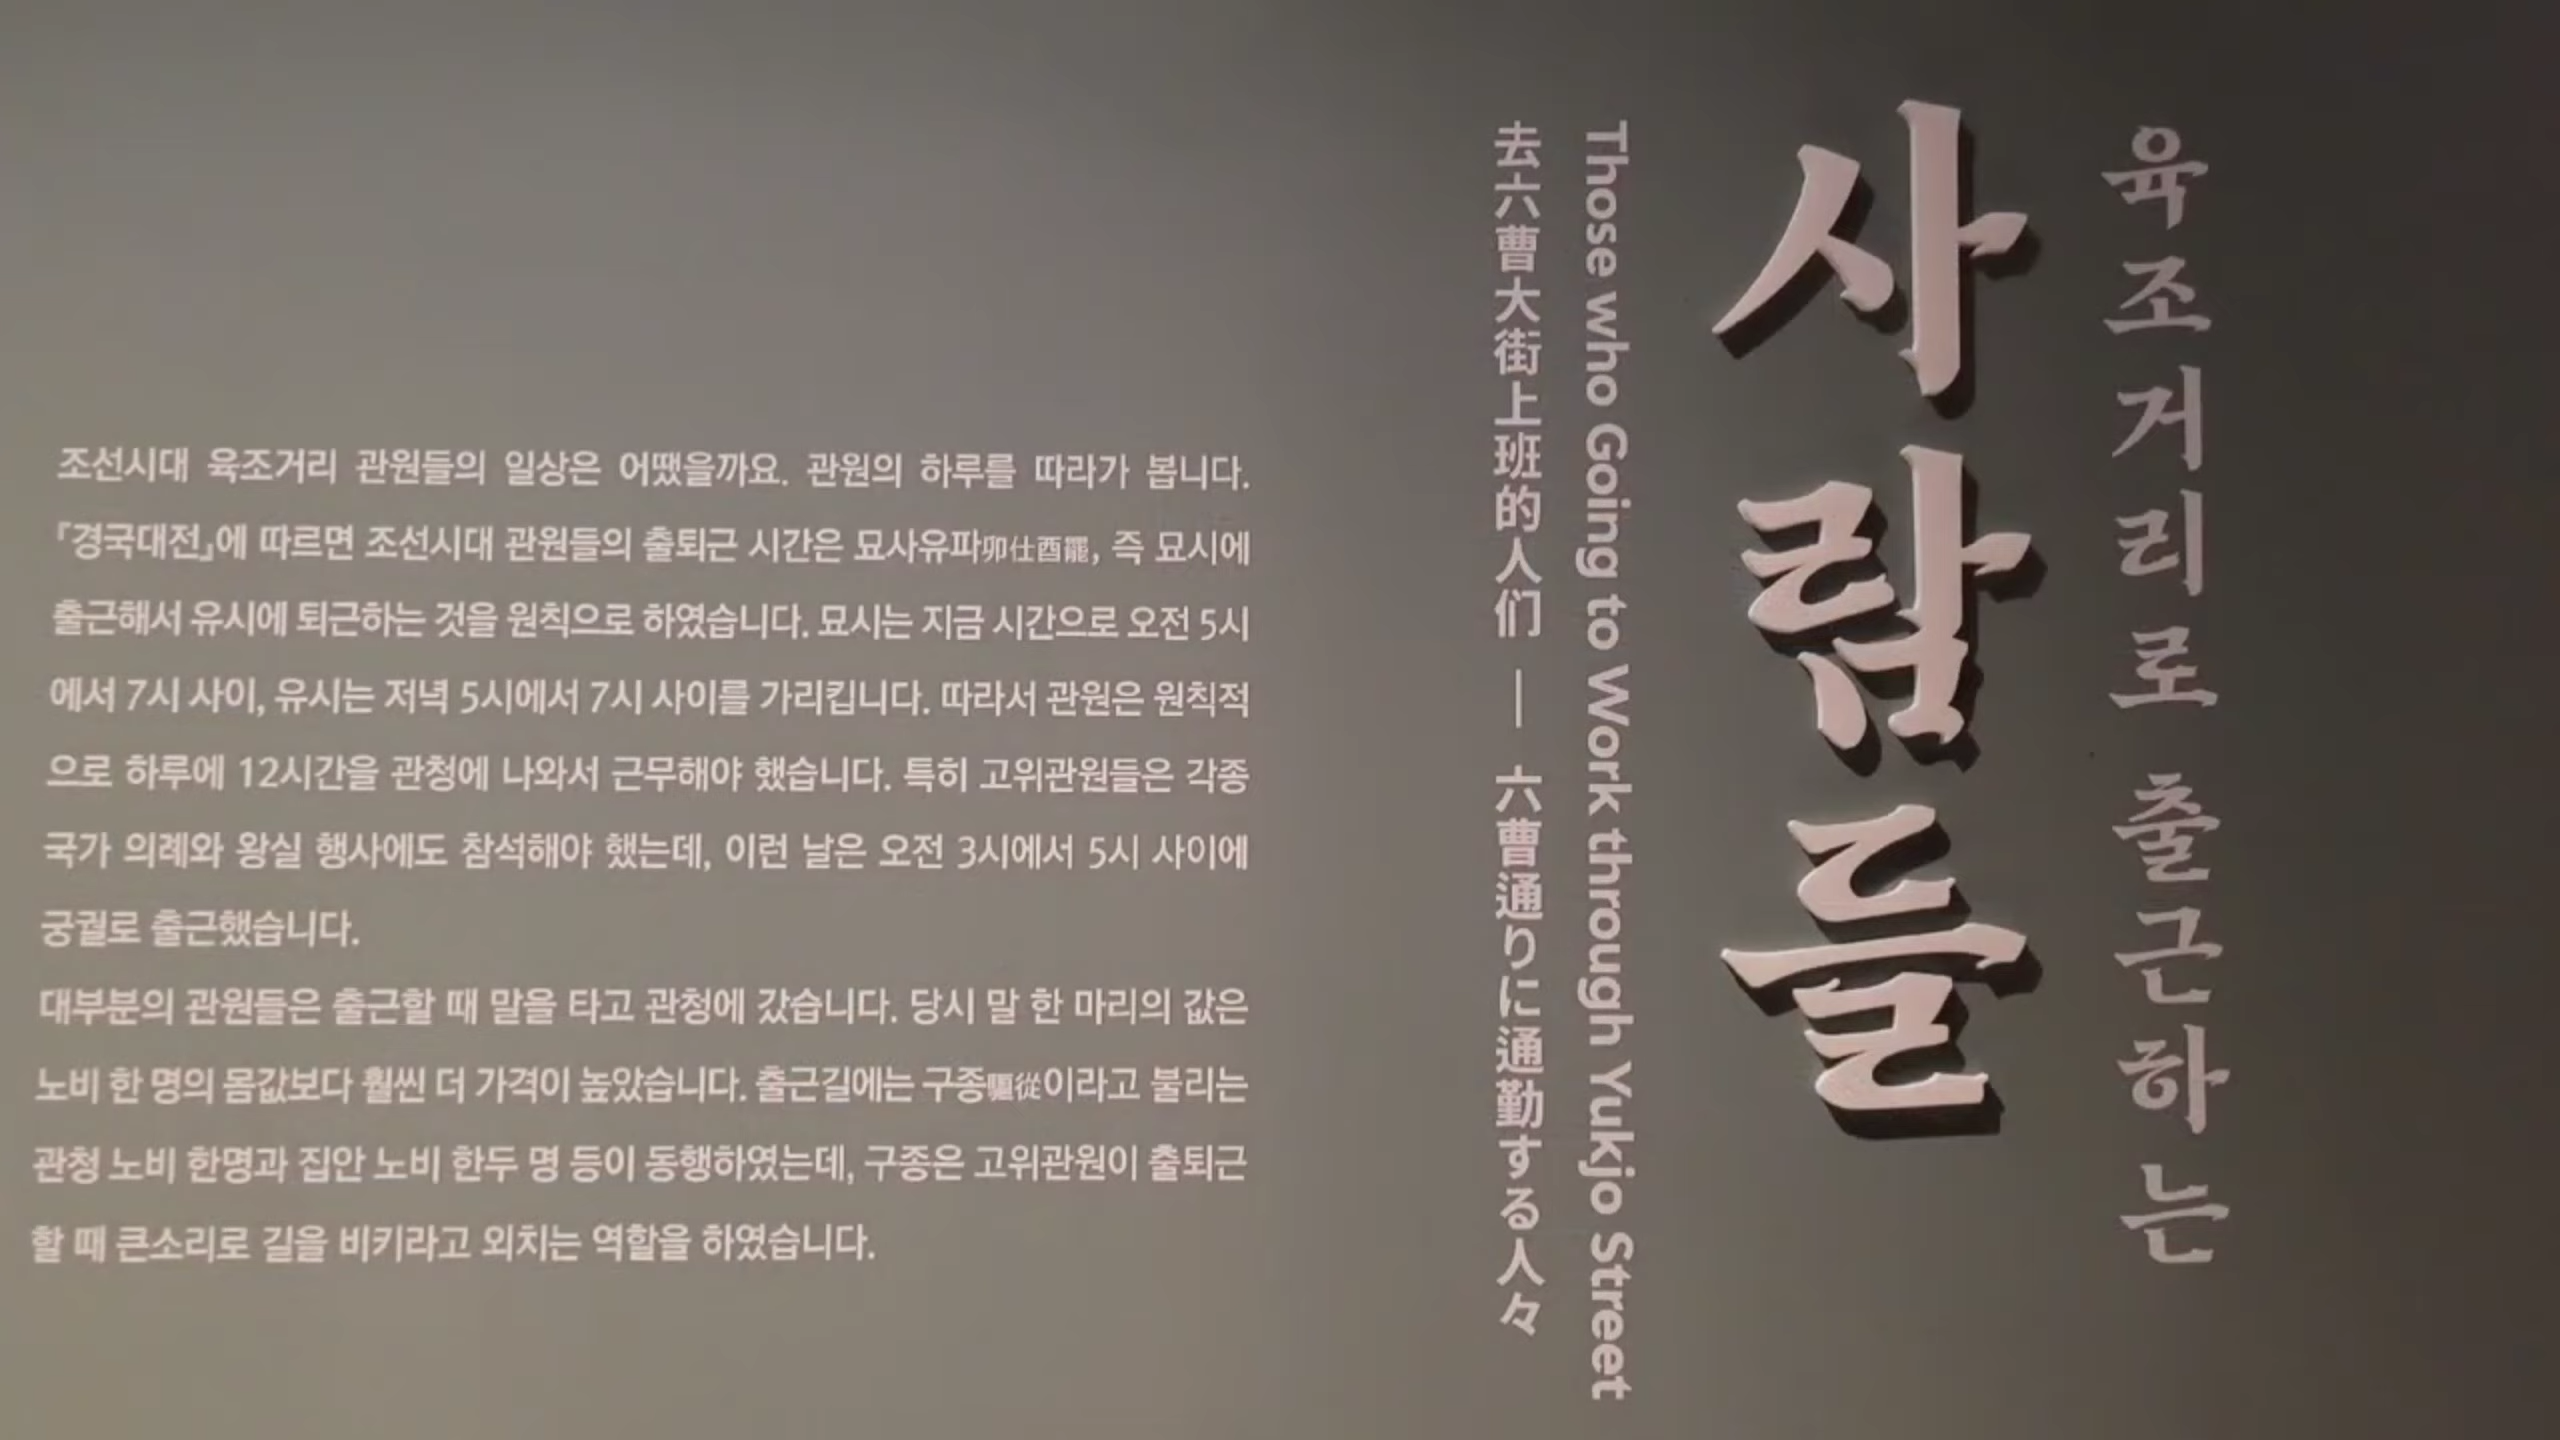 육조거리로 출근하는
사람들
Those who Going to Work through Yukjo Street
去六曹大街上班的人们 — 六曹通りに通勤する人々
조선시대 육조거리 관원들의 일상은 어땠을까요. 관원의 하루를 따라가 봅니다.
『경국대전』에 따르면 조선시대 관원들의 출퇴근 시간은 묘사유파卯仕酉罷, 즉 묘시에
출근해서 유시에 퇴근하는 것을 원칙으로 하였습니다. 묘시는 지금 시간으로 오전 5시
에서 7시 사이, 유시는 저녁 5시에서 7시 사이를 가리킵니다. 따라서 관원은 원칙적
으로 하루에 12시간을 관청에 나와서 근무해야 했습니다. 특히 고위관원들은 각종
국가 의례와 왕실 행사에도 참석해야 했는데, 이런 날은 오전 3시에서 5시 사이에
궁궐로 출근했습니다.
대부분의 관원들은 출근할 때 말을 타고 관청에 갔습니다. 당시 말 한 마리의 값은
노비 한 명의 몸값보다 훨씬 더 가격이 높았습니다. 출근길에는 구종驅從이라고 불리는
관청 노비 한명과 집안 노비 한두 명 등이 동행하였는데, 구종은 고위관원이 출퇴근
할 때 큰소리로 길을 비키라고 외치는 역할을 하였습니다.